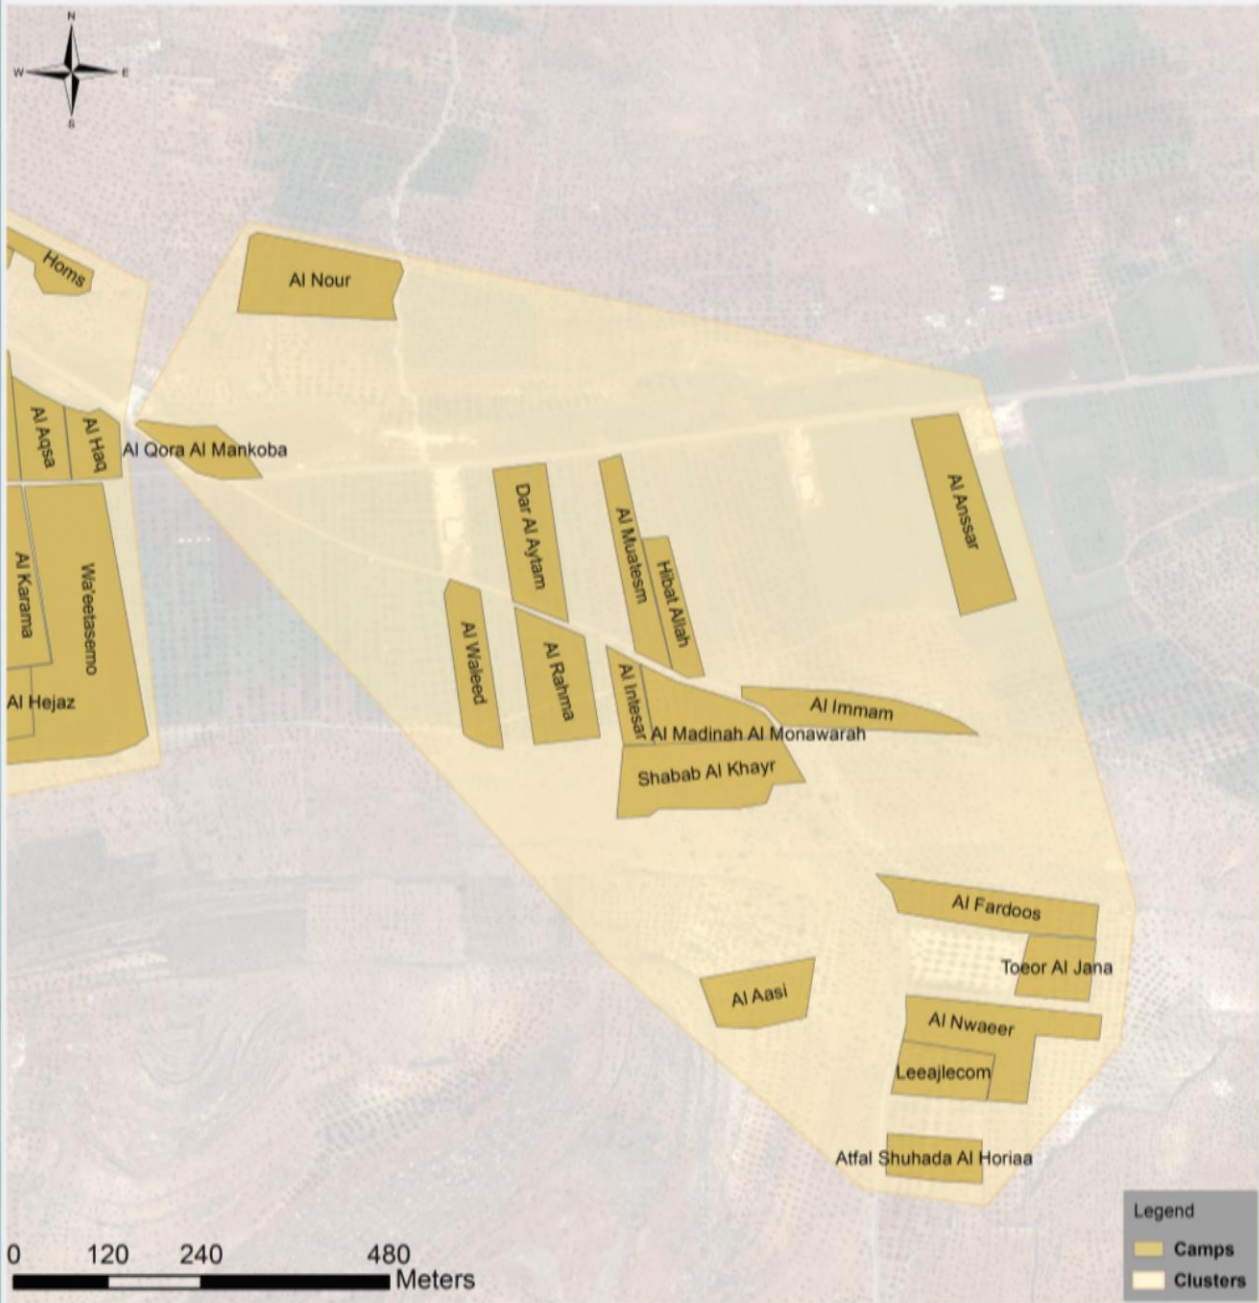 N
W E
S
Homs
Al Nour
Al Aqsa
Al Haq
Al Qora Al Mankoba
Al Anssar
Dar Al Aytam
Al Muatesm
Hibat Allah
Al Karama
Wa'eetasemo
Al Waleed
Al Rahma
Al Intesar
Al Hejaz
Al Immam
Al Madinah Al Monawarah
Shabab Al Khayr
Al Fardoos
Toeor Al Jana
Al Aasi
Al Nwaeer
Leeajlecom
Atfal Shuhada Al Horiaa
Legend
Camps
Clusters
0 120 240 480
Meters